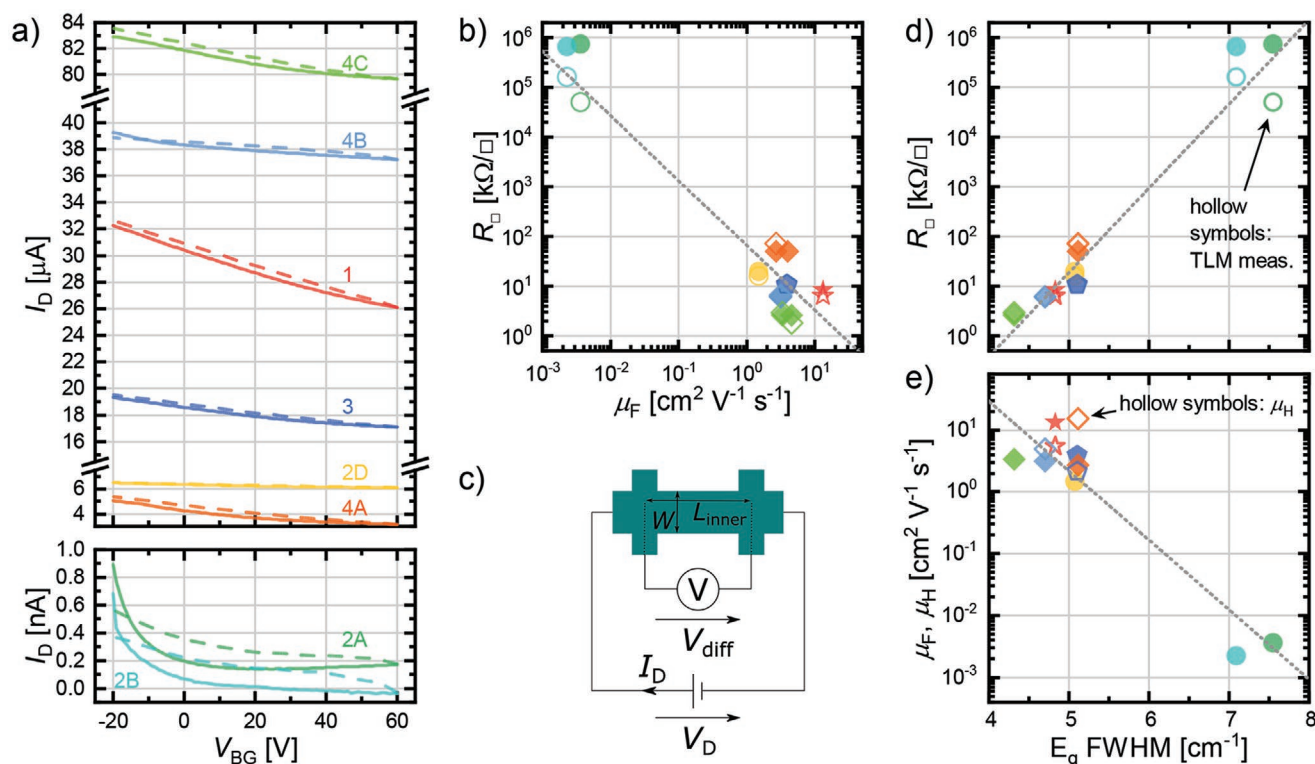 a)
84
82
80
40
38
36
34
32
30
28
26
24
20
18
16
6
4
I_D [µA]
4C
4B
1
3
2D
4A
1.0
0.8
0.6
0.4
0.2
0.0
I_D [nA]
2A
2B
-20 0 20 40 60
V_BG [V]
b)
10^6
10^5
10^4
10^3
10^2
10^1
10^0
R_□ [kΩ/□]
10^-3 10^-2 10^-1 10^0 10^1
µ_F [cm^2 V^-1 s^-1]
c)
W
L_inner
V
V_diff
I_D
V_D
d)
10^6
10^5
10^4
10^3
10^2
10^1
10^0
R_□ [kΩ/□]
hollow
symbols:
TLM meas.
e)
10^2
10^1
10^0
10^-1
10^-2
10^-3
µ_F, µ_H [cm^2 V^-1 s^-1]
hollow symbols: µ_H
4 5 6 7 8
E_g FWHM [cm^-1]